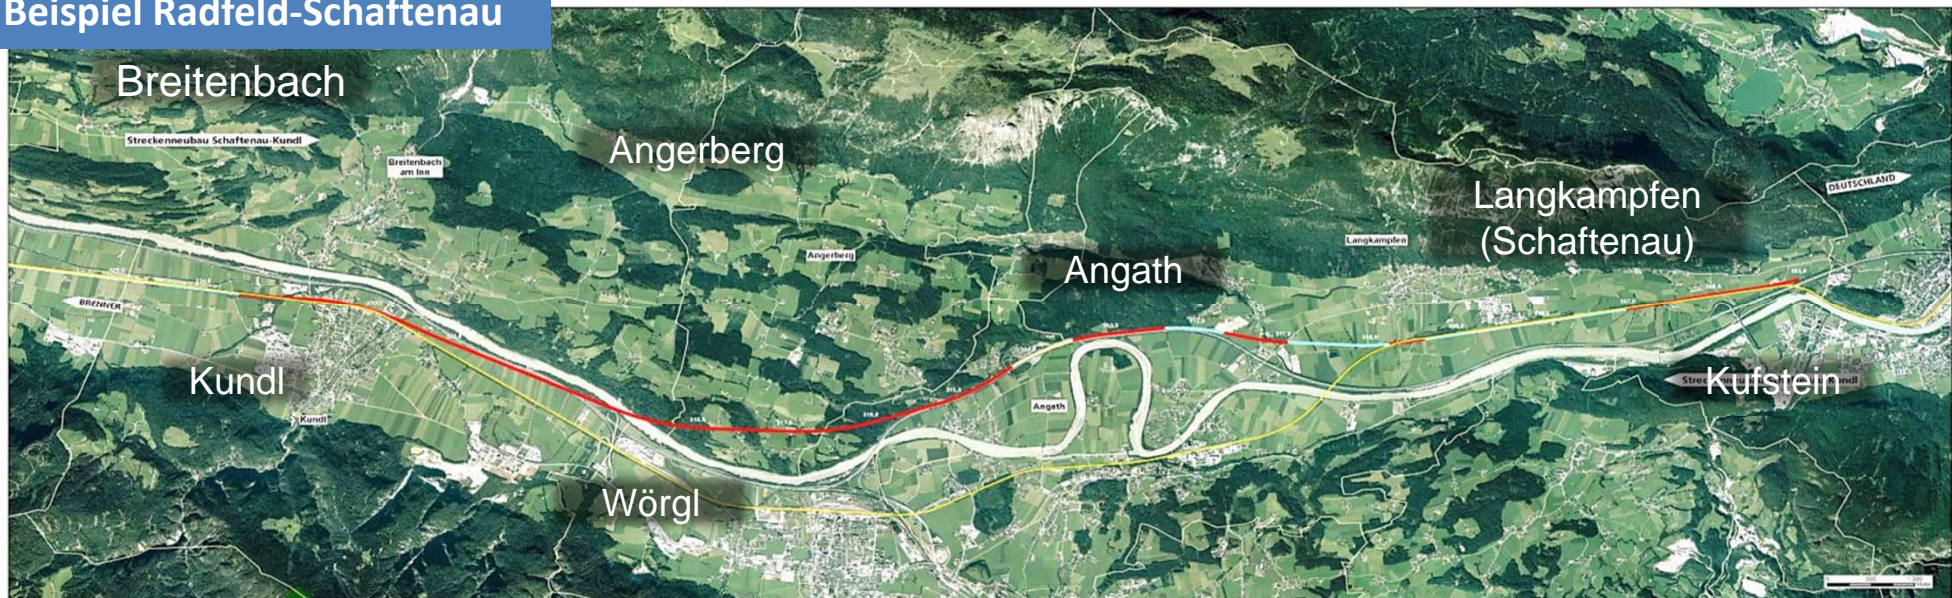 Beispiel Radfeld-Schaftenau
Breitenbach
Streckenneubau Schaftenau-Kundl
Breitenbach
am Inn
Angerberg
Langkampfen
(Schaftenau)
DEUTSCHLAND
Langkampfen
Angerberg
Angath
BRENNER
Kundl
Kufstein
Angath
Kundl
Wörgl